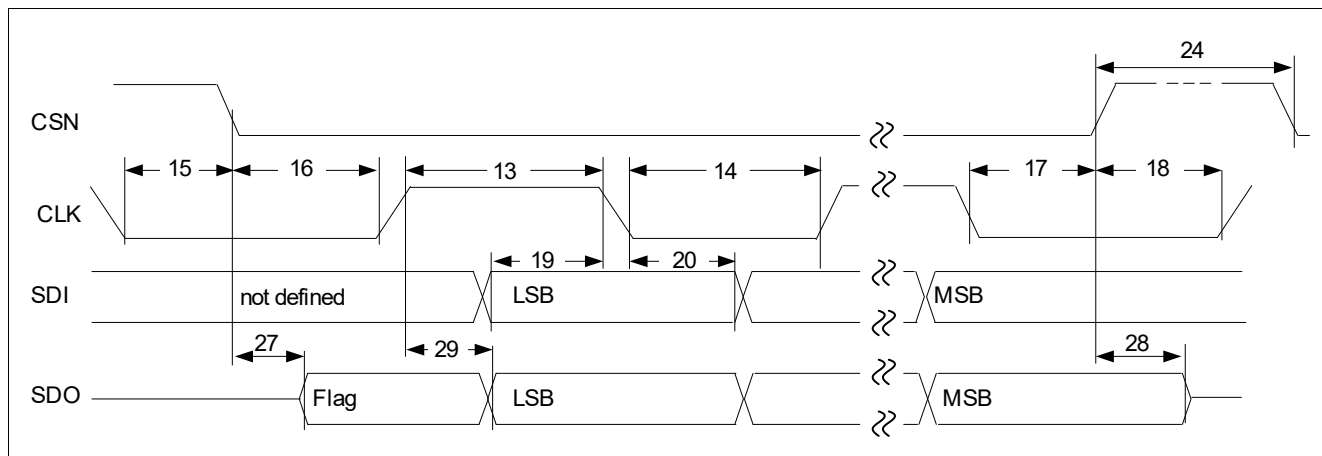 24
CSN
15
16
13
14
17
18
CLK
19
20
SDI
not defined
LSB
MSB
27
29
28
SDO
Flag
LSB
MSB